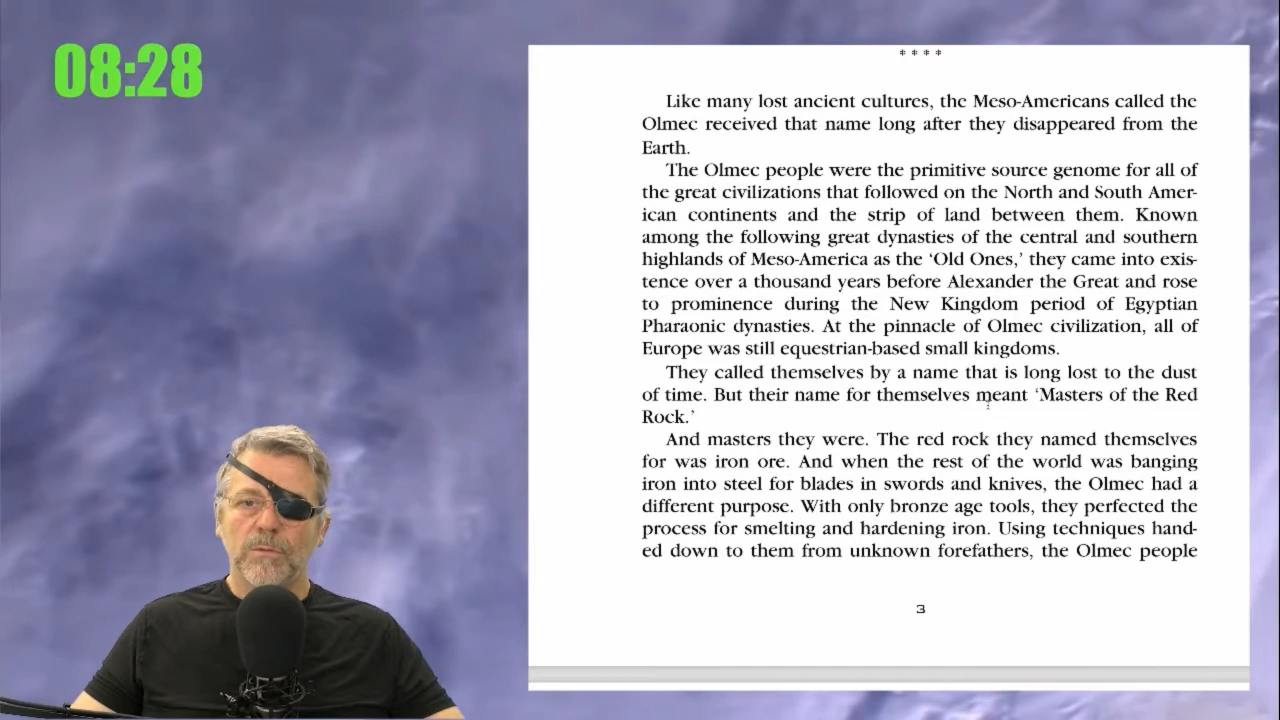 08:28
* * * *
Like many lost ancient cultures, the Meso-Americans called the
Olmec received that name long after they disappeared from the
Earth.
The Olmec people were the primitive source genome for all of
the great civilizations that followed on the North and South Amer-
ican continents and the strip of land between them. Known
among the following great dynasties of the central and southern
highlands of Meso-America as the ‘Old Ones,’ they came into exis-
tence over a thousand years before Alexander the Great and rose
to prominence during the New Kingdom period of Egyptian
Pharaonic dynasties. At the pinnacle of Olmec civilization, all of
Europe was still equestrian-based small kingdoms.
They called themselves by a name that is long lost to the dust
of time. But their name for themselves meant ‘Masters of the Red
Rock.’
And masters they were. The red rock they named themselves
for was iron ore. And when the rest of the world was banging
iron into steel for blades in swords and knives, the Olmec had a
different purpose. With only bronze age tools, they perfected the
process for smelting and hardening iron. Using techniques hand-
ed down to them from unknown forefathers, the Olmec people
3